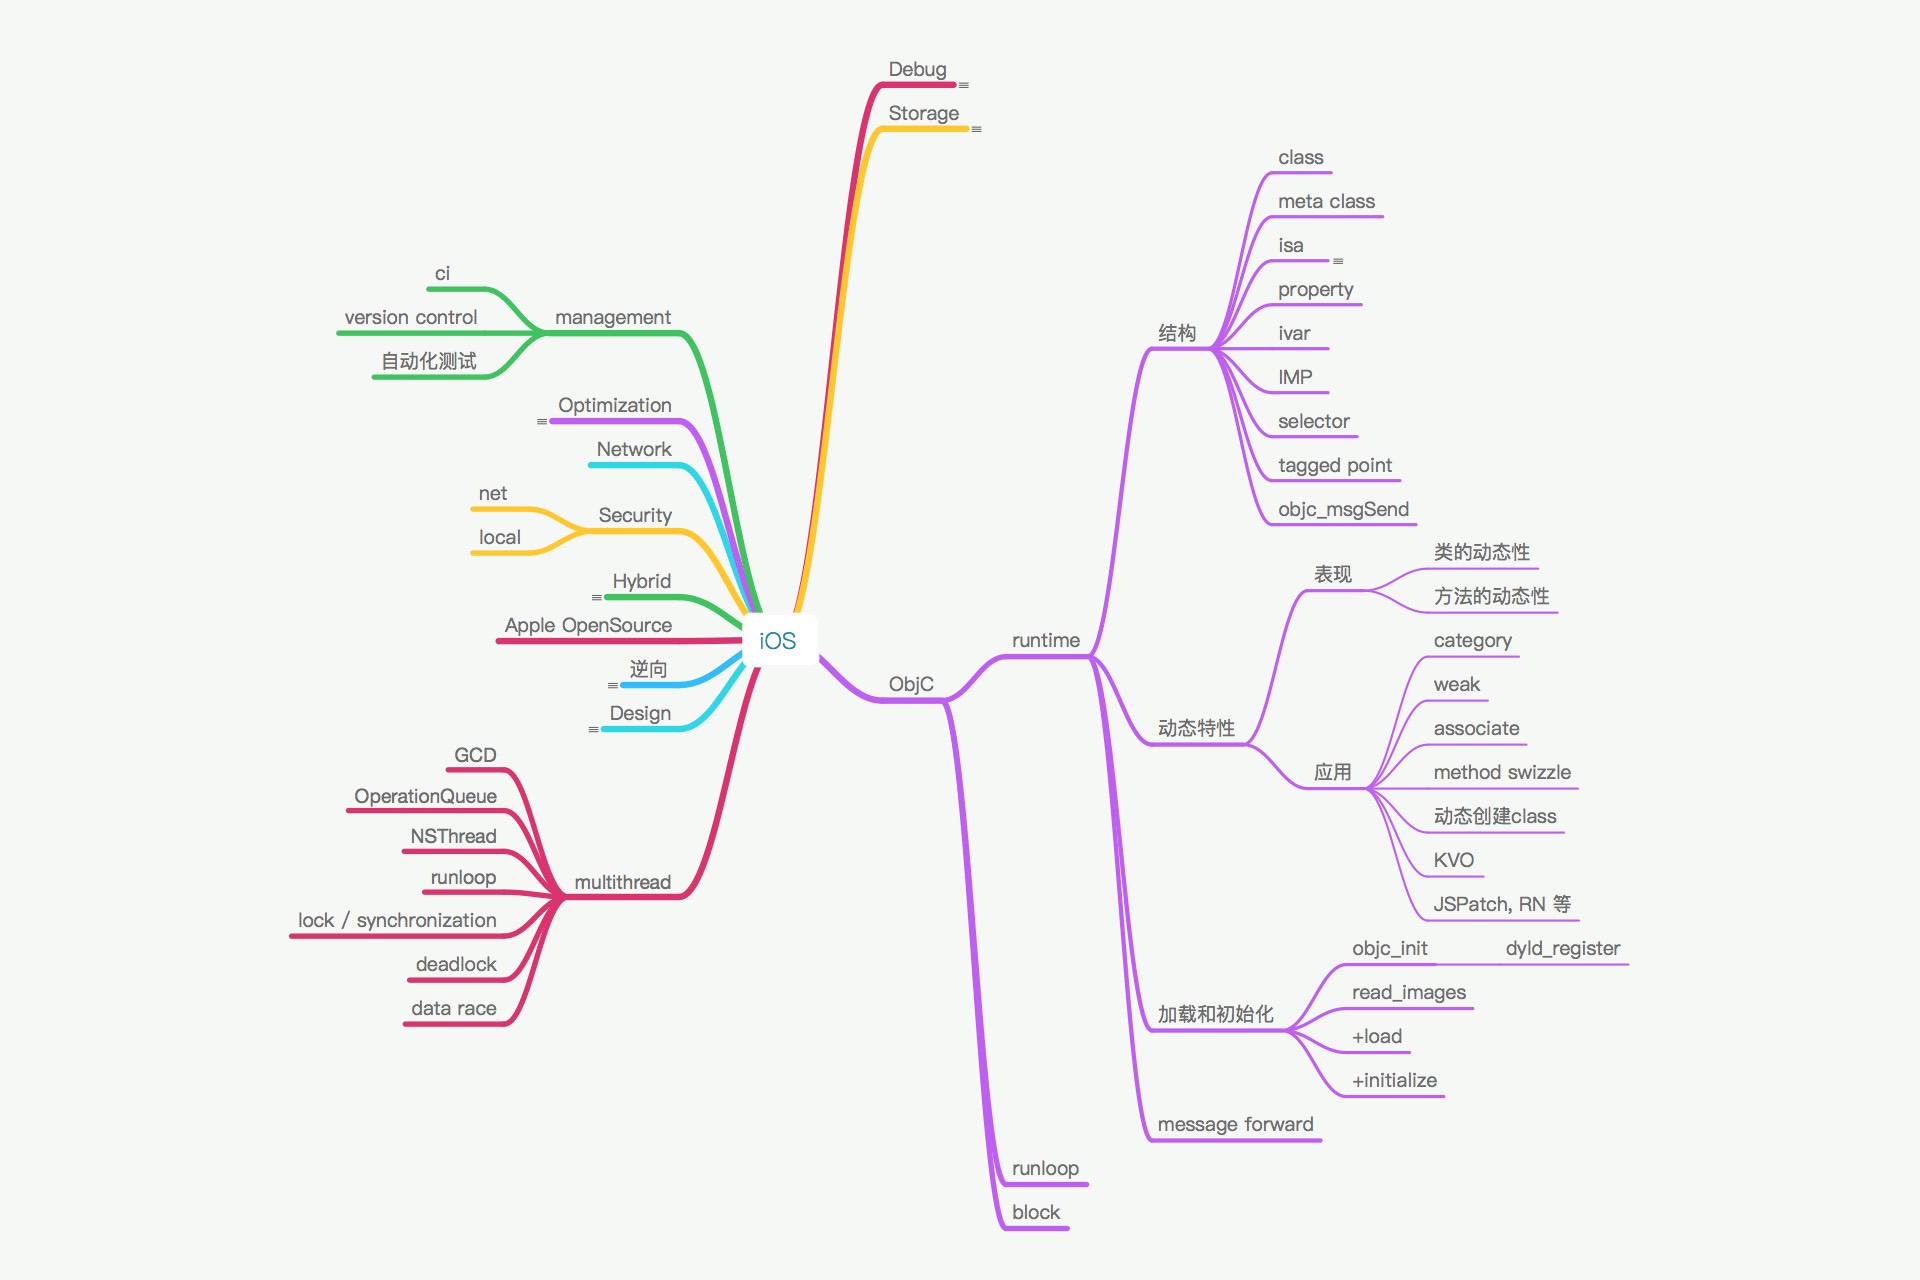 Debug
Storage
class
meta class
isa
property
ivar
IMP
selector
tagged point
objc_msgSend
结构
类的动态性
方法的动态性
表现
category
weak
associate
method swizzle
动态创建class
KVO
JSPatch, RN 等
应用
动态特性
objc_init
dyld_register
read_images
+load
+initialize
加载和初始化
message forward
runtime
runloop
block
ObjC
iOS
ci
version control
自动化测试
management
Optimization
Network
net
local
Security
Hybrid
Apple OpenSource
逆向
Design
GCD
OperationQueue
NSThread
runloop
lock / synchronization
deadlock
data race
multithread